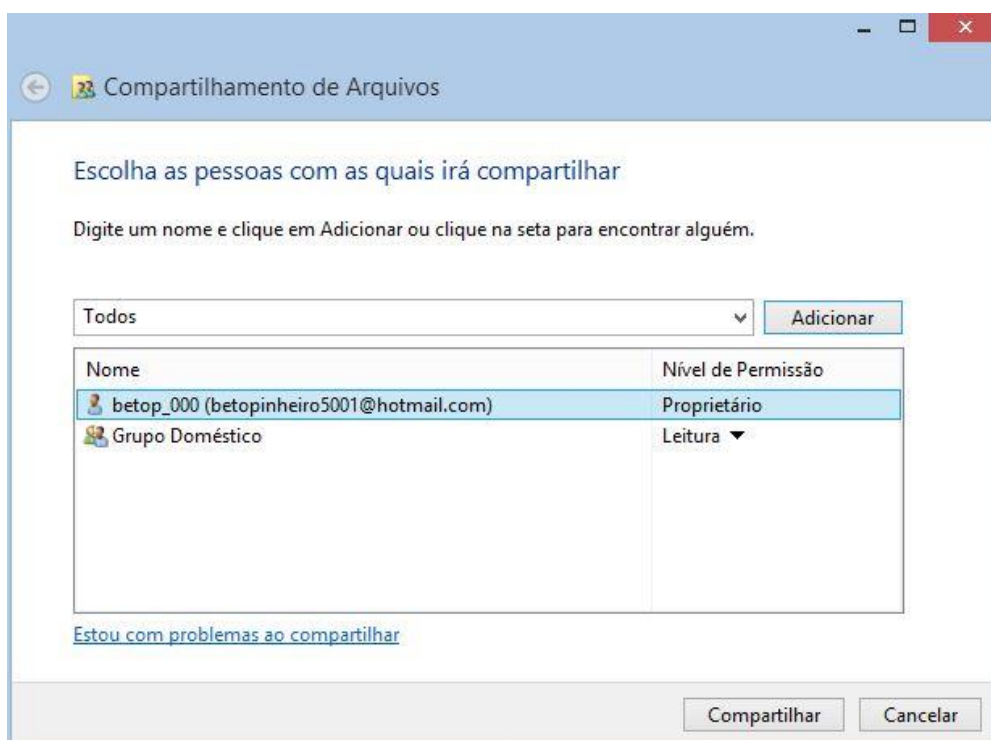 Compartilhamento de Arquivos
Escolha as pessoas com as quais irá compartilhar
Digite um nome e clique em Adicionar ou clique na seta para encontrar alguém.
Todos Adicionar
Nome Nível de Permissão
betop_000 (betopinheiro5001@hotmail.com) Proprietário
Grupo Doméstico Leitura
Estou com problemas ao compartilhar
Compartilhar Cancelar